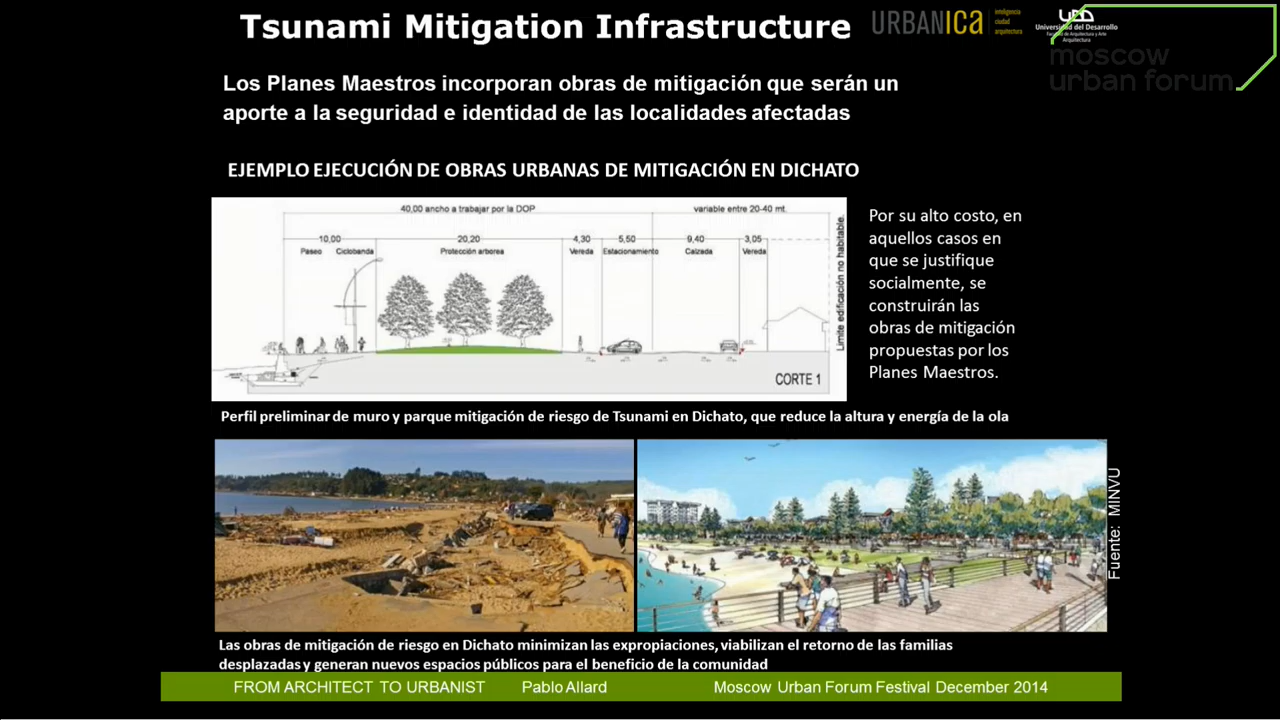 Tsunami Mitigation Infrastructure
URBANICA
inteligencia
ciudad
arquitectura
UDD
Universidad del Desarrollo
Facultad de Arquitectura y Arte
Arquitectura
moscow
urban forum
Los Planes Maestros incorporan obras de mitigación que serán un
aporte a la seguridad e identidad de las localidades afectadas
EJEMPLO EJECUCIÓN DE OBRAS URBANAS DE MITIGACIÓN EN DICHATO
40,00 ancho a trabajar por la DOP
variable entre 20-40 mt.
10,00
20,20
4,30
5,50
9,40
3,05
Paseo
Ciclobanda
Protección arborea
Vereda
Estacionamiento
Calzada
Vereda
Limite edificación no habitable.
CORTE 1
Por su alto costo, en
aquellos casos en
que se justifique
socialmente, se
construirán las
obras de mitigación
propuestas por los
Planes Maestros.
Perfil preliminar de muro y parque mitigación de riesgo de Tsunami en Dichato, que reduce la altura y energía de la ola
Fuente: MINVU
Las obras de mitigación de riesgo en Dichato minimizan las expropiaciones, viabilizan el retorno de las familias
desplazadas y generan nuevos espacios públicos para el beneficio de la comunidad
FROM ARCHITECT TO URBANIST
Pablo Allard
Moscow Urban Forum Festival December 2014